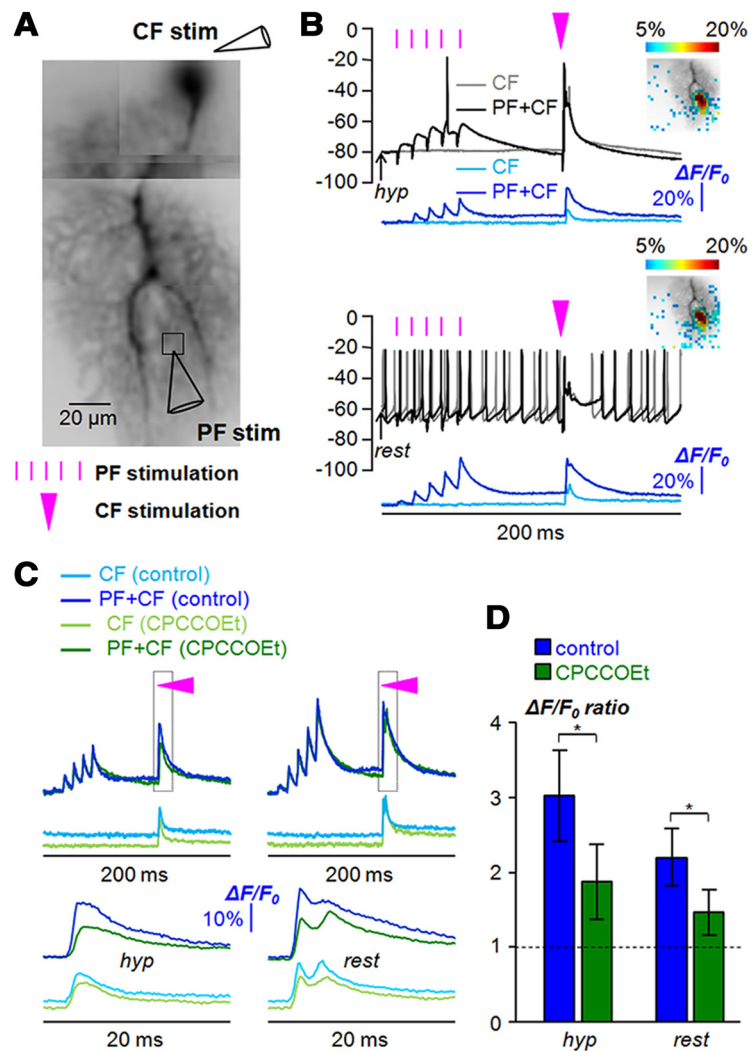 A
CF stim
20 µm
PF stim
PF stimulation
CF stimulation
B
0
-20
-40
-60
-80
-100
hyp
CF
PF+CF
CF
PF+CF
5% 20%
ΔF/F0
20%
0
-20
-40
-60
-80
-100
rest
5% 20%
ΔF/F0
20%
200 ms
C
CF (control)
PF+CF (control)
CF (CPCCOEt)
PF+CF (CPCCOEt)
200 ms
200 ms
ΔF/F0
10%
hyp
rest
20 ms
20 ms
D
control
CPCCOEt
ΔF/F0 ratio
4
3
2
1
0
*
*
hyp
rest